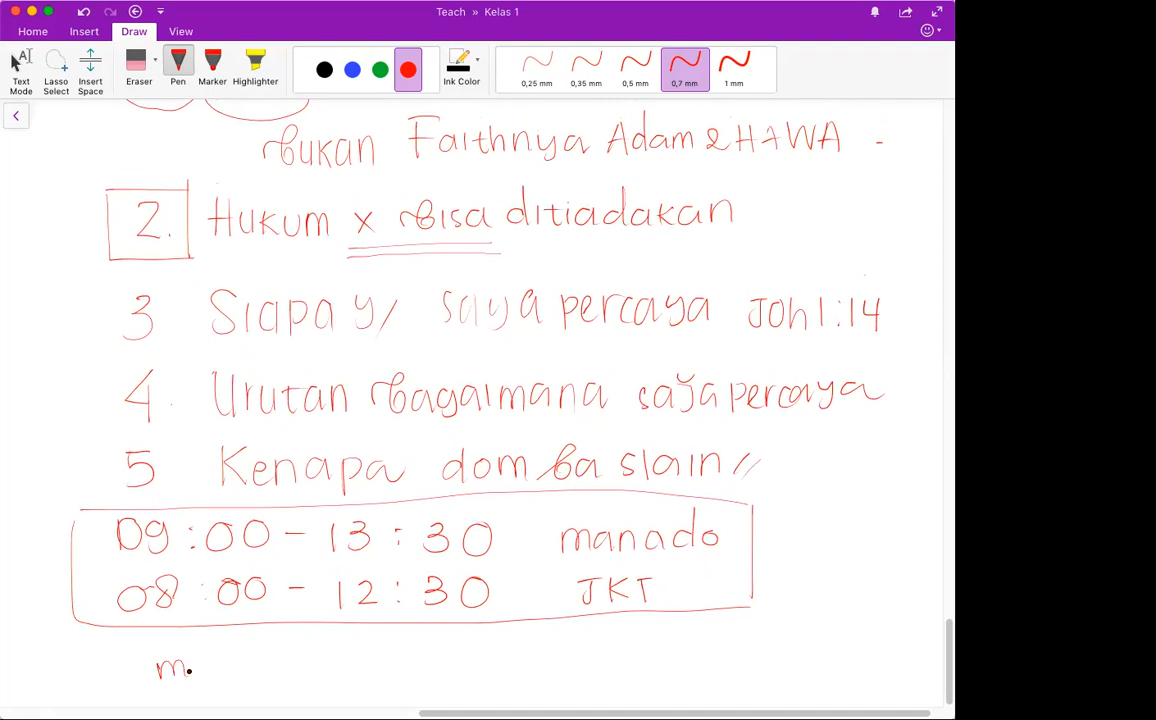 Teach » Kelas 1
Home Insert Draw View
Text Mode Lasso Select Insert Space Eraser Pen Marker Highlighter Ink Color 0,25 mm 0,35 mm 0,5 mm 0,7 mm 1 mm
bukan Faithnya Adam & HAWA -
2. Hukum x bisa ditiadakan
3 Siapa y/ saya percaya JOh 1:14
4. Urutan bagaimana saja percaya
5 Kenapa domba slain //
09:00 - 13:30 manado
08:00 - 12:30 JKT
m